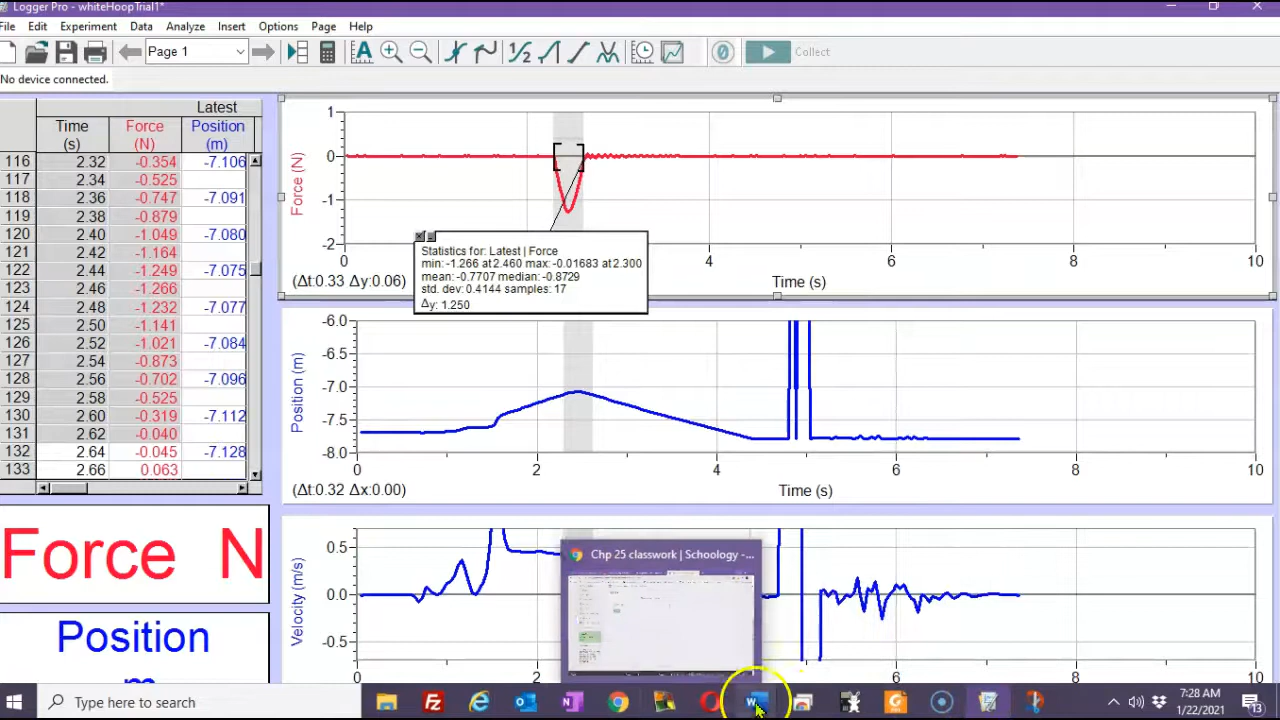 Logger Pro - whiteHoopTrial1*
File Edit Experiment Data Analyze Insert Options Page Help
Page 1
Collect
No device connected.
Latest
Time Force Position
(s) (N) (m)
116 2.32 -0.354 -7.106
117 2.34 -0.525
118 2.36 -0.747 -7.091
119 2.38 -0.879
120 2.40 -1.049 -7.080
121 2.42 -1.164
122 2.44 -1.249 -7.075
123 2.46 -1.266
124 2.48 -1.232 -7.077
125 2.50 -1.141
126 2.52 -1.021 -7.084
127 2.54 -0.873
128 2.56 -0.702 -7.096
129 2.58 -0.525
130 2.60 -0.319 -7.112
131 2.62 -0.040
132 2.64 -0.045 -7.128
133 2.66 0.063
Force N
Position
m
1
0
-1
-2
Force (N)
4 6 8 10
(Δt:0.33 Δy:0.06)
Time (s)
Statistics for: Latest | Force
min: -1.266 at 2.460 max: -0.01683 at 2.300
mean: -0.7707 median: -0.8729
std. dev: 0.4144 samples: 17
Δy: 1.250
-6.0
-6.5
-7.0
-7.5
-8.0
Position (m)
0 2 4 6 8 10
(Δt:0.32 Δx:0.00)
Time (s)
0.5
0.0
-0.5
Velocity (m/s)
Chp 25 classwork | Schoology -...
Type here to search
7:28 AM
1/22/2021
13